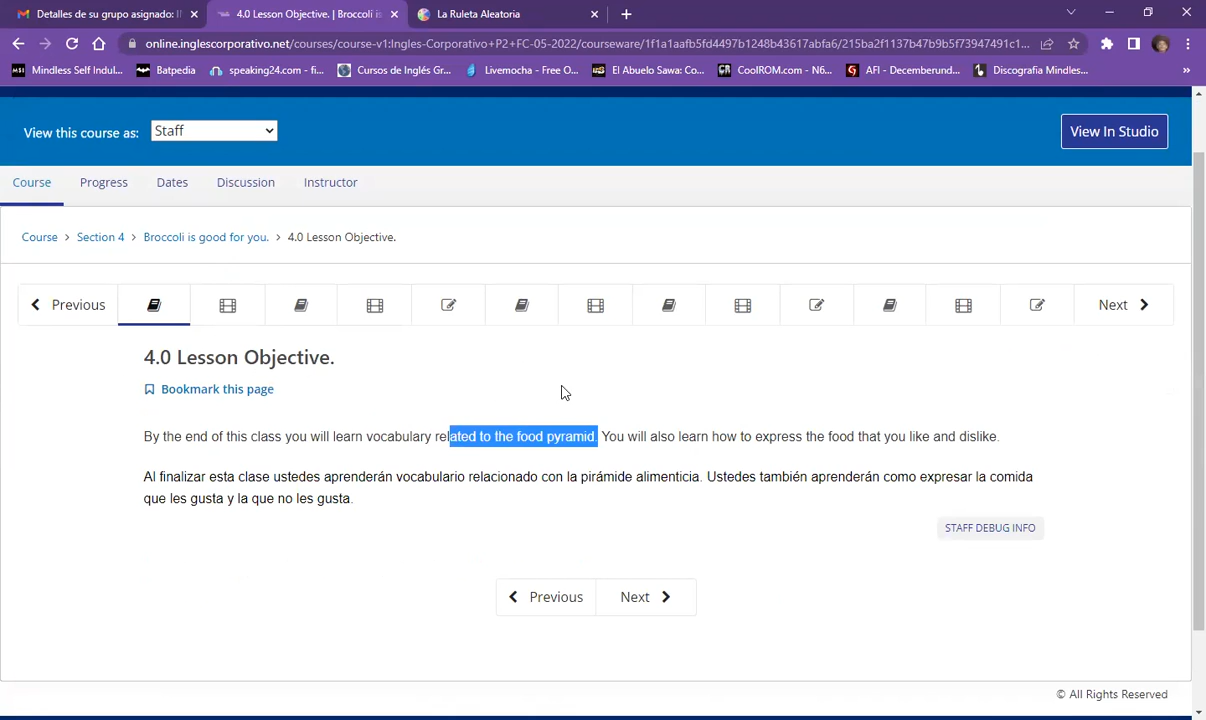 Detalles de su grupo asignado: II
4.0 Lesson Objective. | Broccoli is
La Ruleta Aleatoria
online.inglescorporativo.net/courses/course-v1:Ingles-Corporativo+P2+FC-05-2022/courseware/1f1a1aafb5fd4497b1248b43617abfa6/215ba2f1137b47b9b5f73947491c1...
Mindless Self Indul...
Batpedia
speaking24.com - fi...
Cursos de Inglés Gr...
Livemocha - Free O...
El Abuelo Sawa: Co...
CoolROM.com - N6...
AFI - Decemberund...
Discografia Mindles...
»
View this course as:
Staff
View In Studio
Course
Progress
Dates
Discussion
Instructor
Course > Section 4 > Broccoli is good for you. > 4.0 Lesson Objective.
Previous
Next
4.0 Lesson Objective.
Bookmark this page
By the end of this class you will learn vocabulary related to the food pyramid. You will also learn how to express the food that you like and dislike.
Al finalizar esta clase ustedes aprenderán vocabulario relacionado con la pirámide alimenticia. Ustedes también aprenderán como expresar la comida
que les gusta y la que no les gusta.
STAFF DEBUG INFO
Previous
Next
© All Rights Reserved